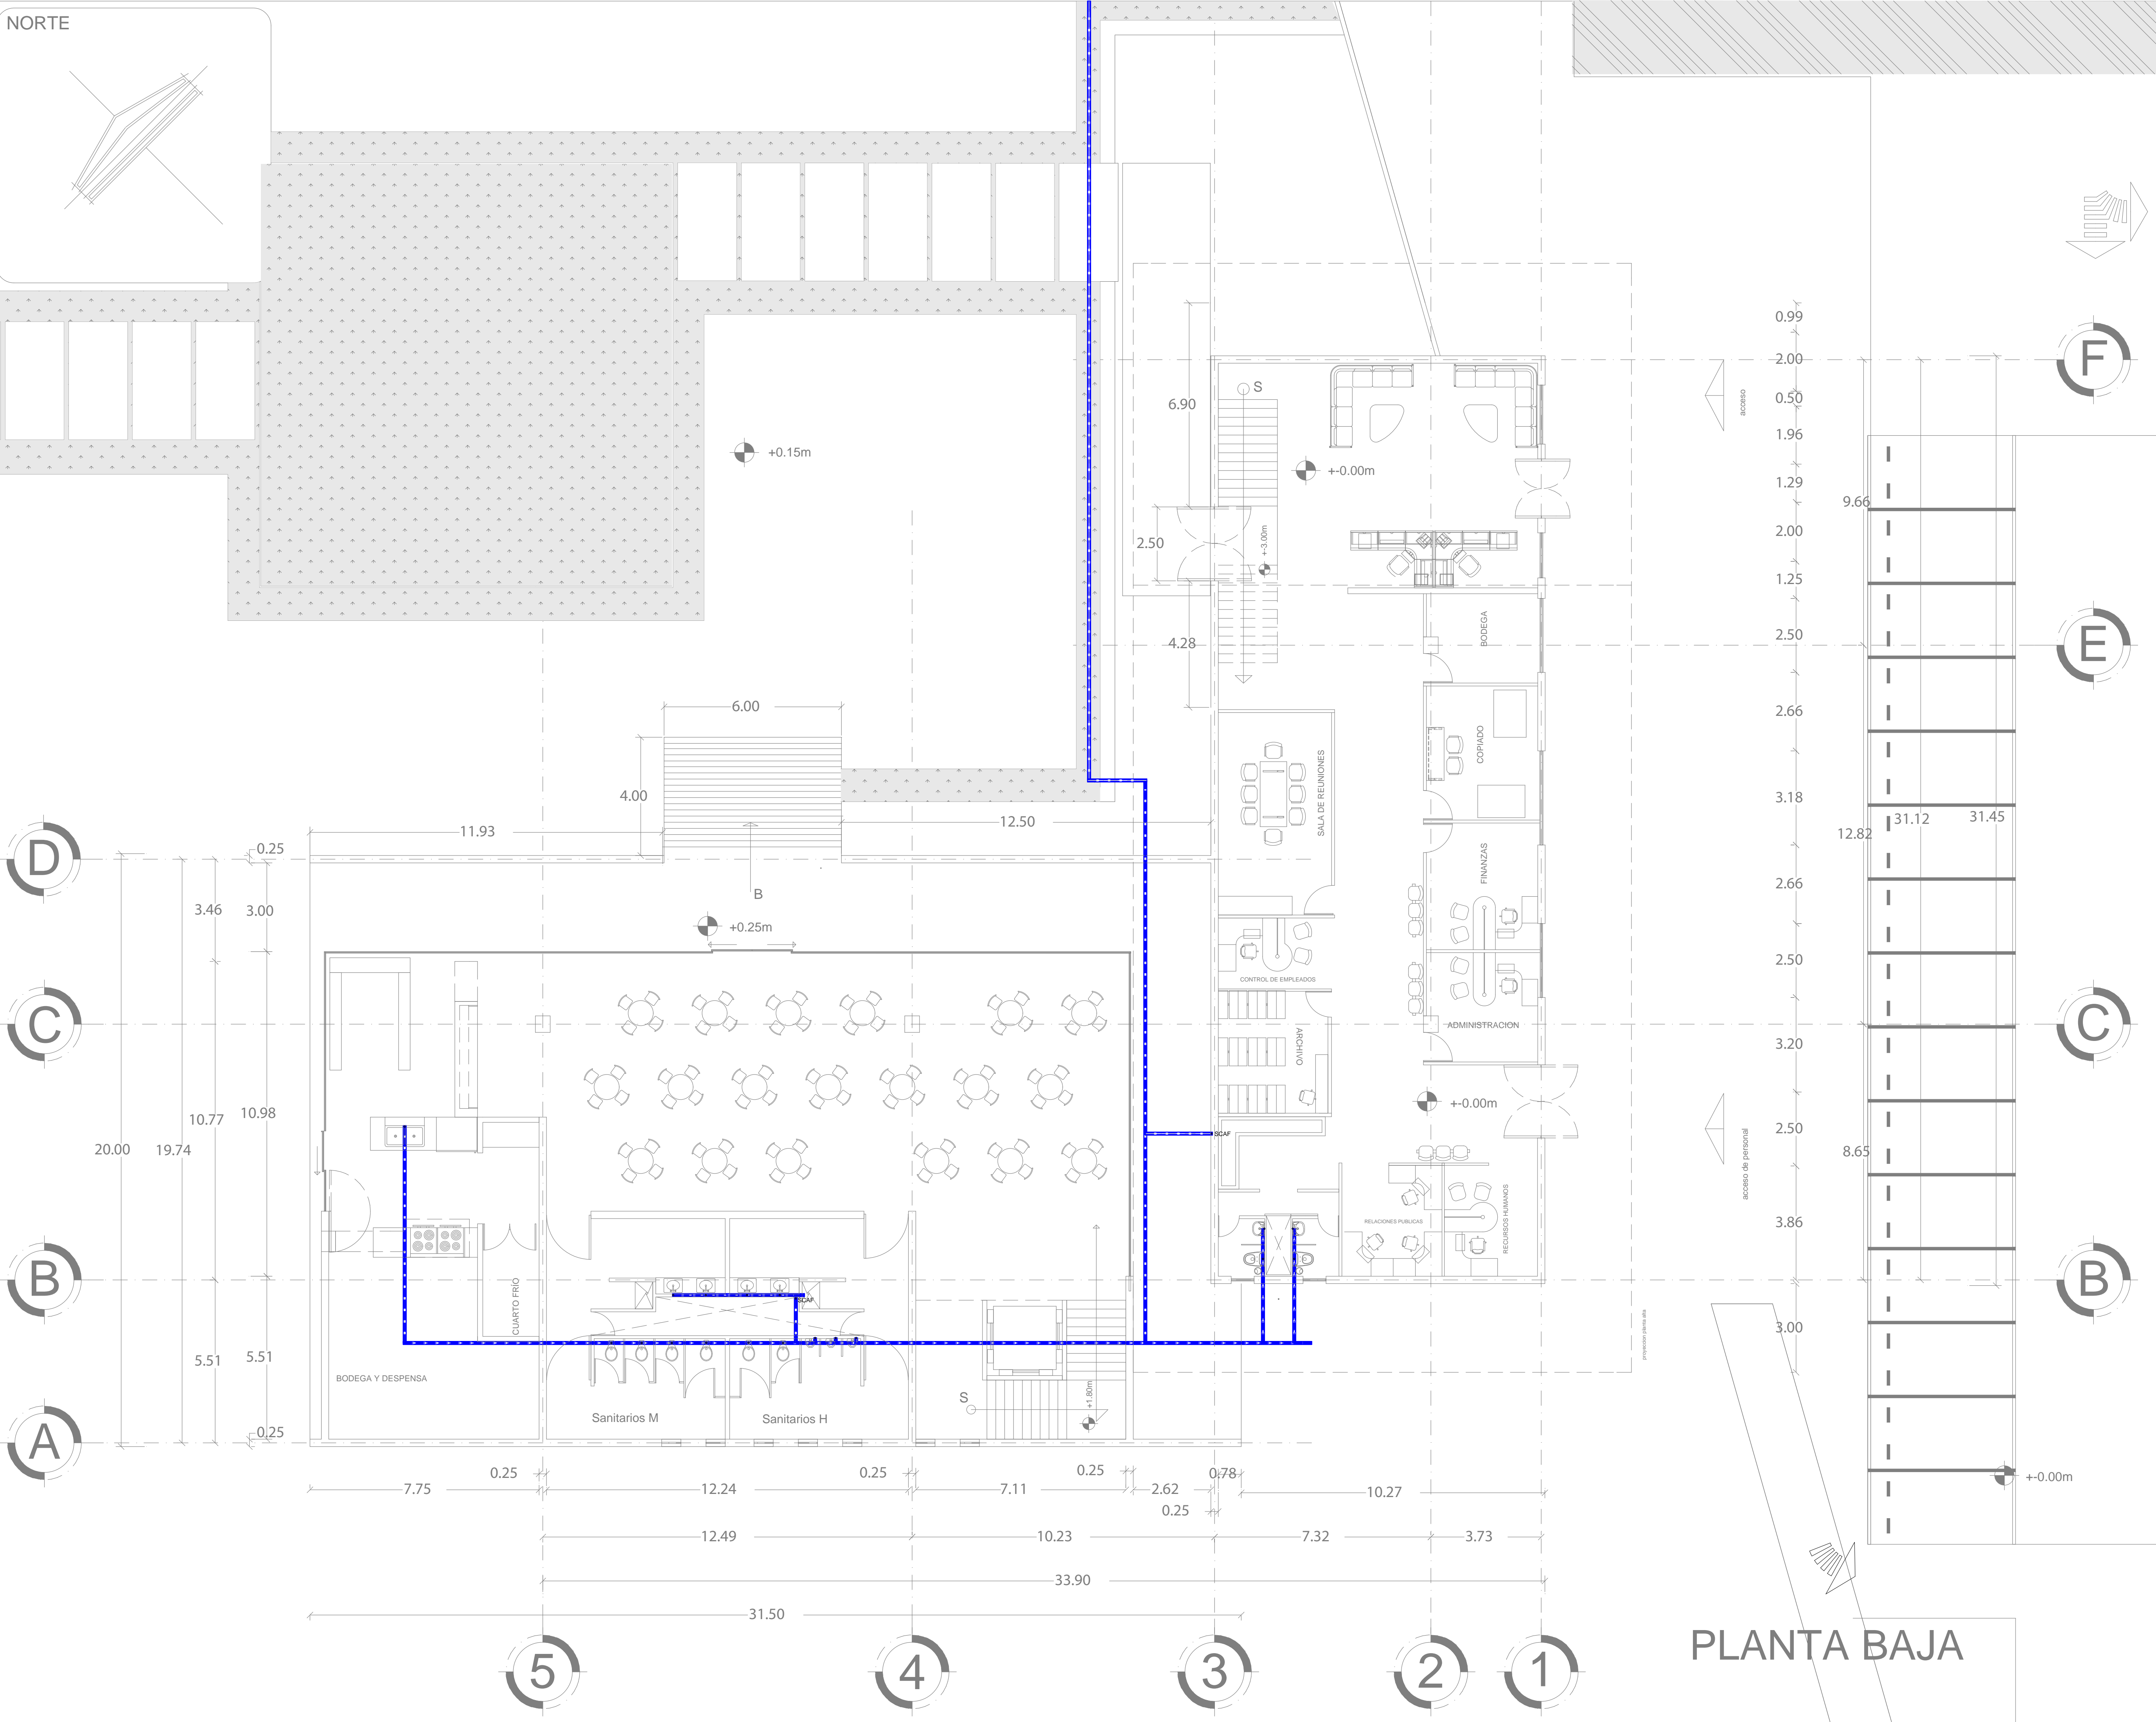 NORTE
+0.15m
S
+-0.00m
6.90
2.50
+-3.00m
4.28
acceso
0.99
2.00
0.50
1.96
1.29
2.00
1.25
2.50
2.66
3.18
2.66
2.50
3.20
2.50
3.86
3.00
9.66
12.82
31.12
31.45
8.65
F
E
C
B
BODEGA
COPIADO
SALA DE REUNIONES
FINANZAS
CONTROL DE EMPLEADOS
ADMINISTRACION
ARCHIVO
+-0.00m
SCAF
acceso de personal
RELACIONES PUBLICAS
RECURSOS HUMANOS
proyeccion planta alta
6.00
4.00
11.93
12.50
B
+0.25m
D
C
B
A
0.25
3.46
3.00
10.77
10.98
20.00
19.74
5.51
5.51
0.25
CUARTO FRIO
SCAF
BODEGA Y DESPENSA
Sanitarios M
Sanitarios H
S
+1.80m
0.25
0.25
0.25
0.78
7.75
12.24
7.11
2.62
10.27
0.25
12.49
10.23
7.32
3.73
33.90
31.50
+-0.00m
5
4
3
2
1
PLANTA BAJA